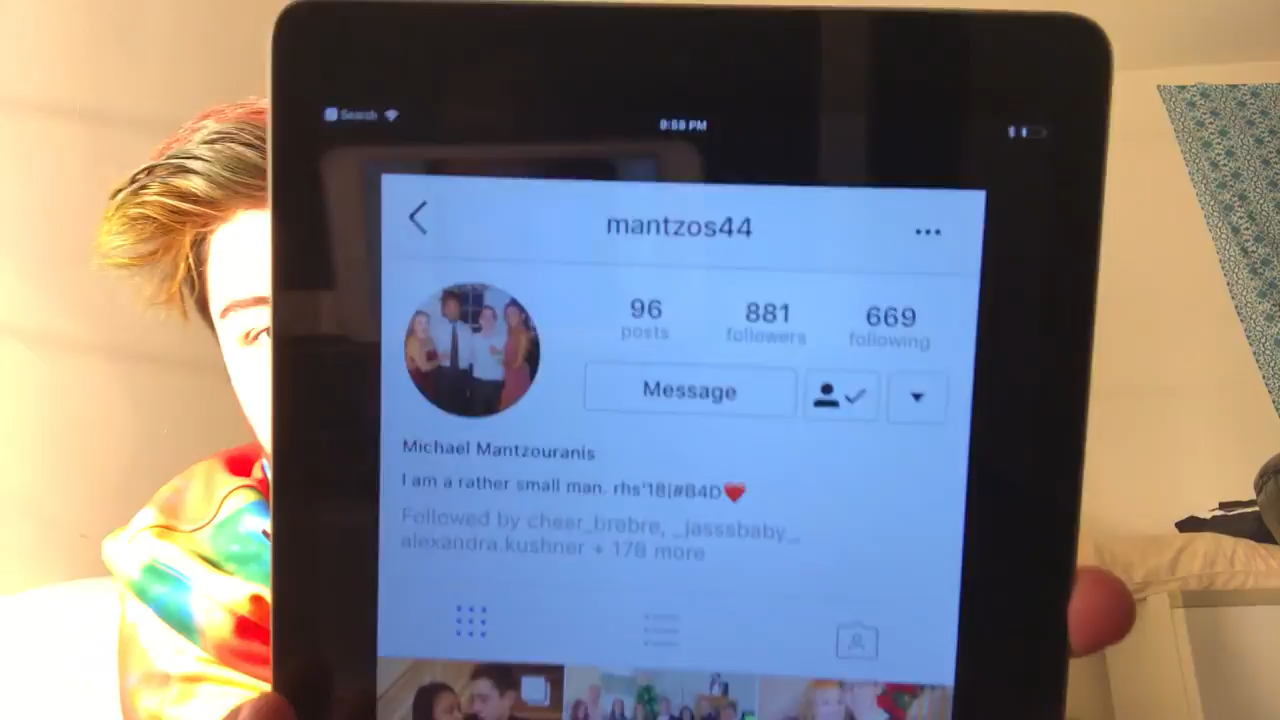 Search
9:59 PM
mantzos44
96 881 669
posts followers following
Message
Michael Mantzouranis
I am a rather small man. rhs'18|#B4D❤️
Followed by cheer_brebre, _jasssbaby_,
alexandra.kushner + 178 more